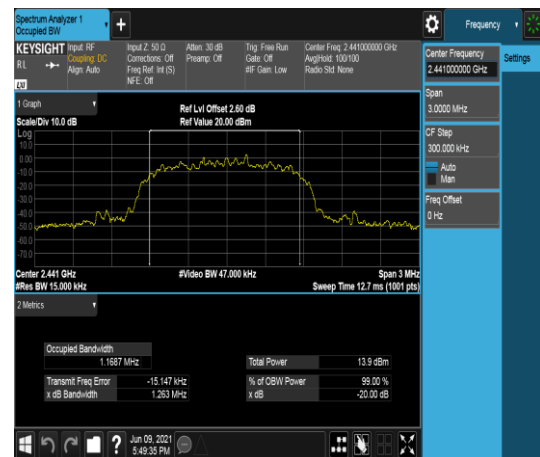 Spectrum Analyzer 1
Occupied BW
+
Frequency
KEYSIGHT
RL
LXI
Input: RF
Coupling: DC
Align: Auto
Input Z: 50 Ω
Corrections: Off
Freq Ref: Int (S)
NFE: Off
Atten: 30 dB
Preamp: Off
Trig: Free Run
Gate: Off
#IF Gain: Low
Center Freq: 2.441000000 GHz
Avg|Hold: 100/100
Radio Std: None
Center Frequency
2.441000000 GHz
Settings
Span
3.0000 MHz
CF Step
300.000 kHz
Auto
Man
Freq Offset
0 Hz
1 Graph
Scale/Div 10.0 dB
Ref Lvl Offset 2.60 dB
Ref Value 20.00 dBm
Log
10.0
0.00
-10.0
-20.0
-30.0
-40.0
-50.0
-60.0
-70.0
Center 2.441 GHz
#Res BW 15.000 kHz
#Video BW 47.000 kHz
Span 3 MHz
Sweep Time 12.7 ms (1001 pts)
2 Metrics
Occupied Bandwidth
1.1687 MHz
Total Power 13.9 dBm
Transmit Freq Error -15.147 kHz
% of OBW Power 99.00 %
x dB Bandwidth 1.263 MHz
x dB -20.00 dB
?
Jun 09, 2021
5:49:35 PM